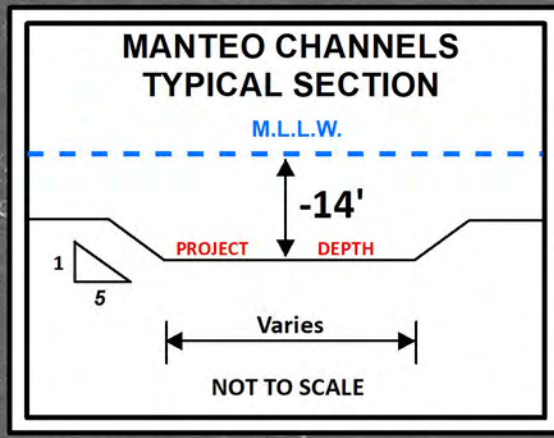 MANTEO CHANNELS
TYPICAL SECTION
M.L.L.W.
-14'
PROJECT DEPTH
1
5
Varies
NOT TO SCALE